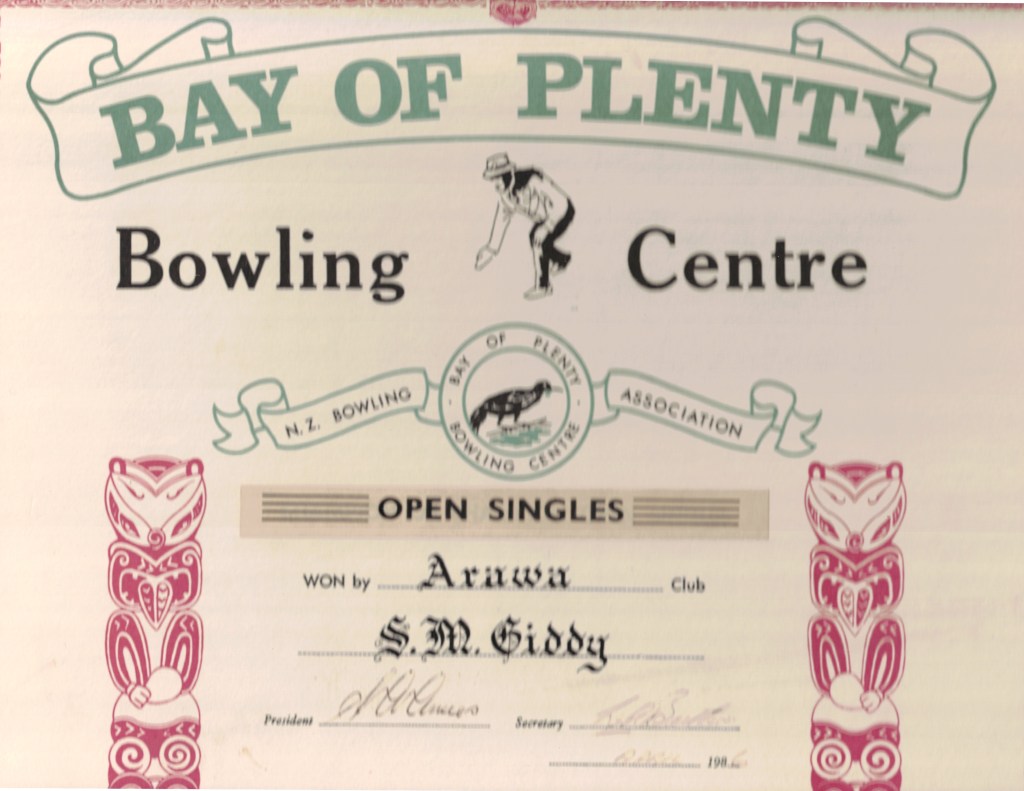 BAY OF PLENTY
Bowling Centre
BAY OF PLENTY
N.Z. BOWLING ASSOCIATION
BOWLING CENTRE
OPEN SINGLES
WON by Arawa Club
S.M. Giddy
President
Secretary
198